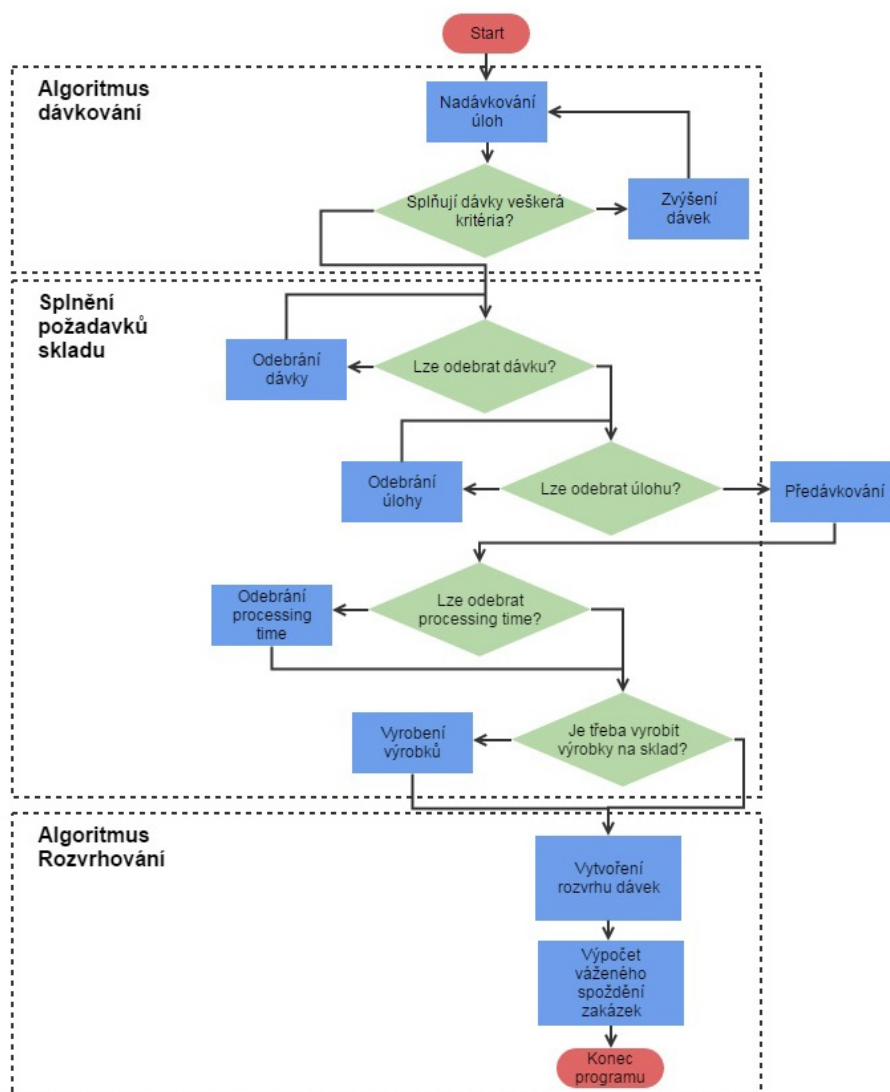 Start
Algoritmus
dávkování
Nadávkování
úloh
Splňují dávky veškerá
kritéria?
Zvýšení
dávek
Splnění
požadavků
skladu
Odebrání
dávky
Lze odebrat dávku?
Odebrání
úlohy
Lze odebrat úlohu?
Předávkování
Odebrání
processing
time
Lze odebrat
processing time?
Vyrobení
výrobků
Je třeba vyrobit
výrobky na sklad?
Algoritmus
Rozvrhování
Vytvoření
rozvrhu dávek
Výpočet
váženého
spoždění
zakázek
Konec
programu